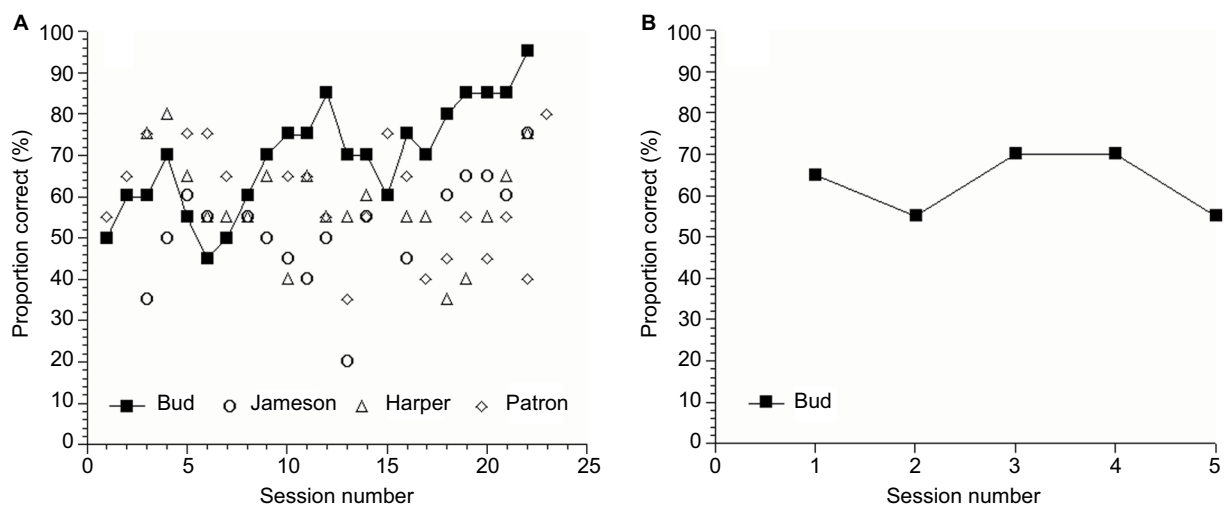 A
Proportion correct (%)
100
90
80
70
60
50
40
30
20
10
0
Bud
Jameson
Harper
Patron
0 5 10 15 20 25
Session number
B
Proportion correct (%)
100
90
80
70
60
50
40
30
20
10
0
Bud
0 1 2 3 4 5
Session number